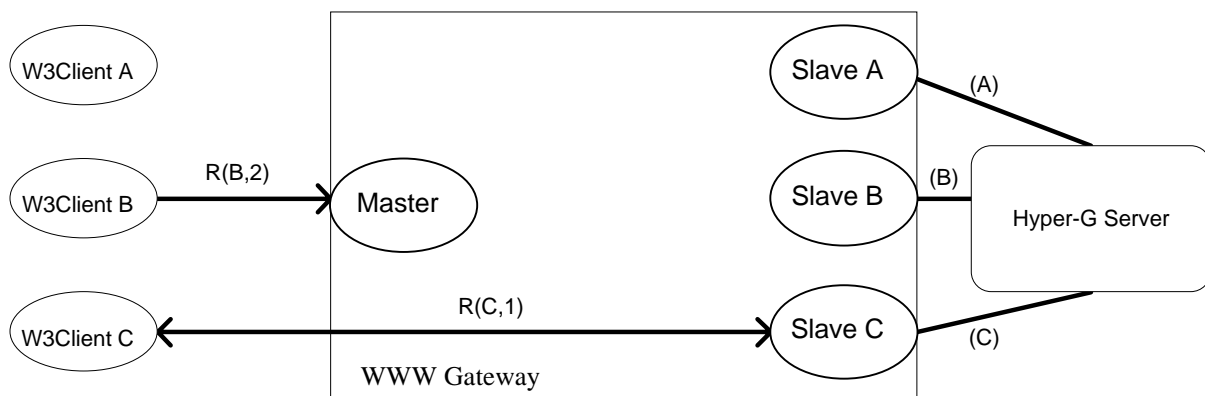 W3Client A
Slave A
(A)
R(B,2)
W3Client B
Master
Slave B
(B)
Hyper-G Server
R(C,1)
W3Client C
Slave C
(C)
WWW Gateway